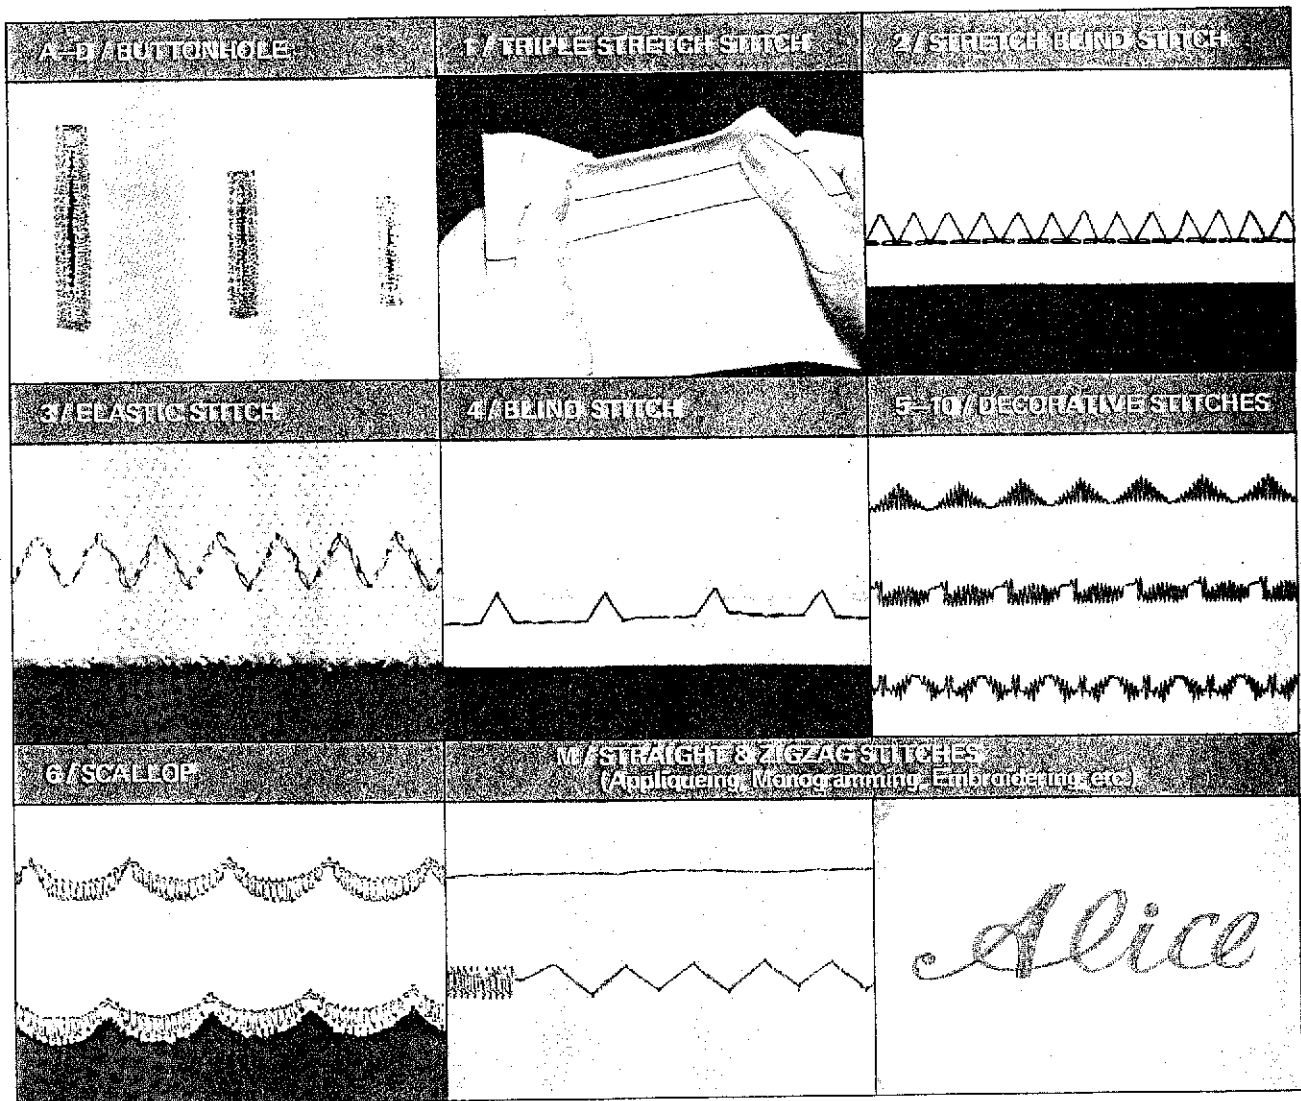 A–D / BUTTONHOLE
1 / TRIPLE STRETCH STITCH
2 / STRETCH BLIND STITCH
3 / ELASTIC STITCH
4 / BLIND STITCH
5–10 / DECORATIVE STITCHES
6 / SCALLOP
M / STRAIGHT & ZIGZAG STITCHES
(Appliqueing, Monogramming, Embroidering, etc.)
Alice